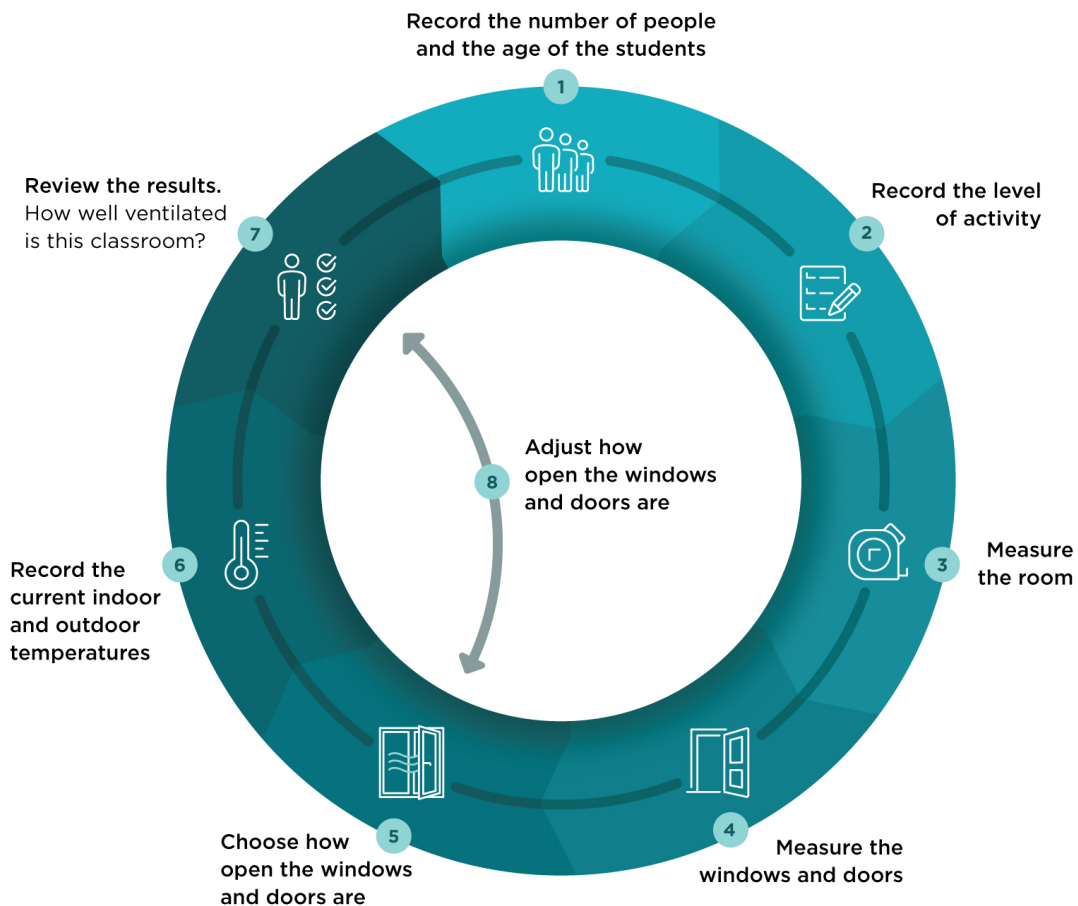 1
Record the number of people
and the age of the students
2
Record the level
of activity
3
Measure
the room
4
Measure the
windows and doors
5
Choose how
open the windows
and doors are
6
Record the
current indoor
and outdoor
temperatures
7
Review the results.
How well ventilated
is this classroom?
8
Adjust how
open the windows
and doors are